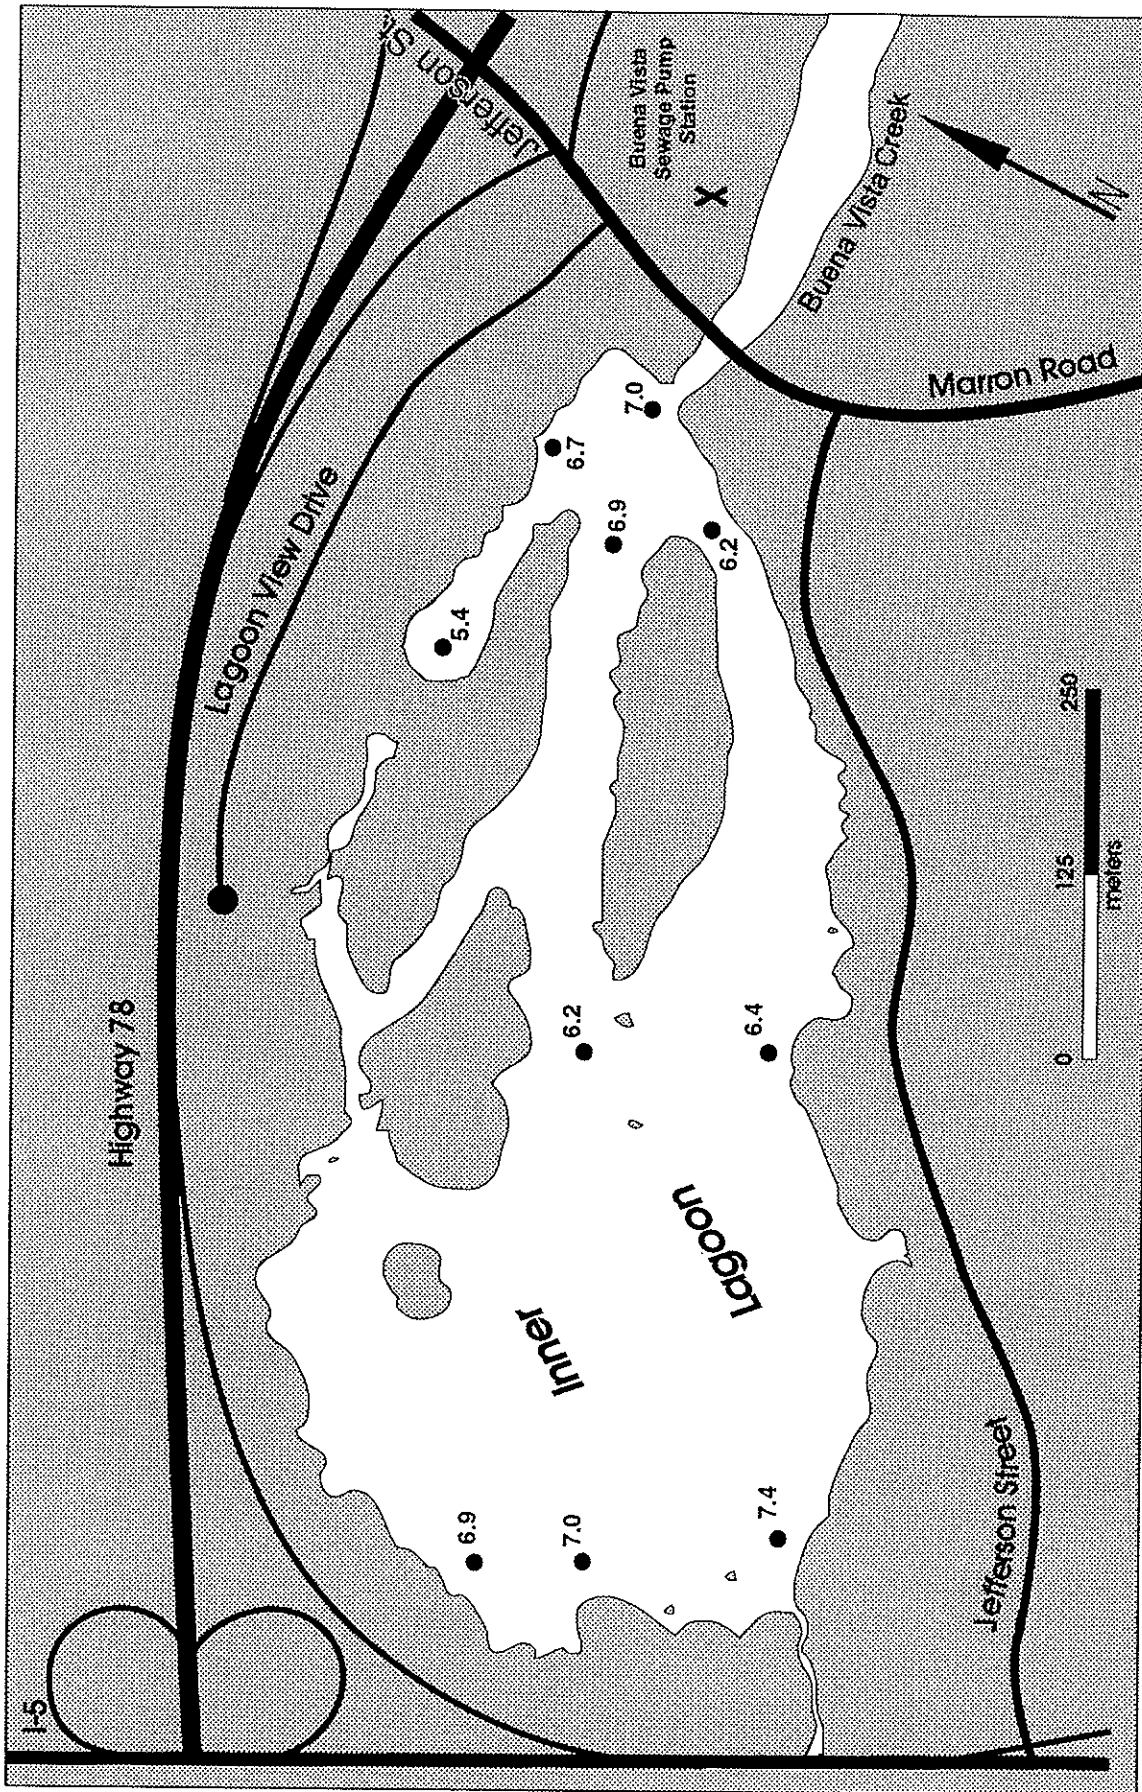 I-5
Highway 78
Lagoon View Drive
Jefferson St.
Buena Vista
Sewage Pump
Station
X
Buena Vista Creek
N
Marron Road
7.0
6.7
6.9
6.2
5.4
6.2
6.4
Inner
Lagoon
6.9
7.0
7.4
Jefferson Street
0
125
250
meters